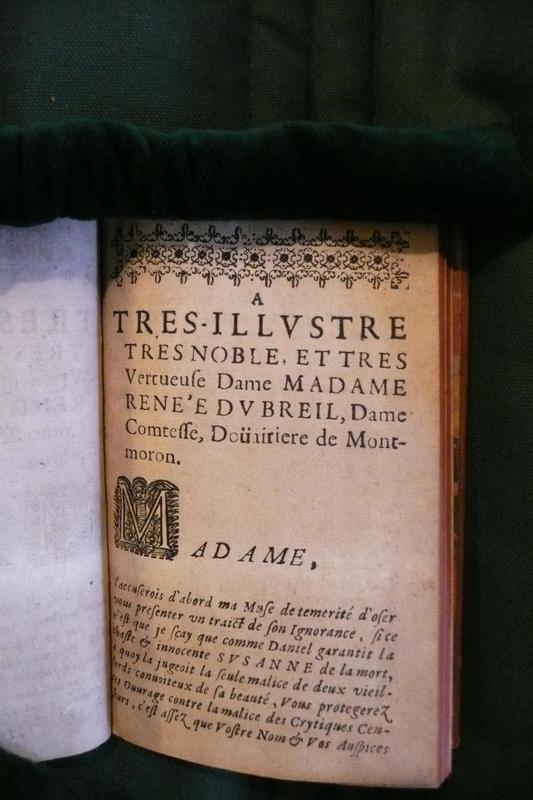 A
TRES-ILLVSTRE
TRES NOBLE, ET TRES
Vertueuse Dame MADAME
RENE'E DVBREIL, Dame
Comtesse, Doüairiere de Mont-
moron.
MADAME,
J'accuserois d'abord ma Muse de temerité d'oser
vous presenter vn traict de son Ignorance, si ce
n'est que je sçay que comme Daniel garantit la
chaste & innocente SVSANNE de la mort,
à quoy la jugeoit la seule malice de deux vieil-
lards convoiteux de sa beauté, Vous protegerez
cet Ouvrage contre la malice des Crytiques Cen-
seurs, c'est assez que Vostre Nom & Vos Auspices